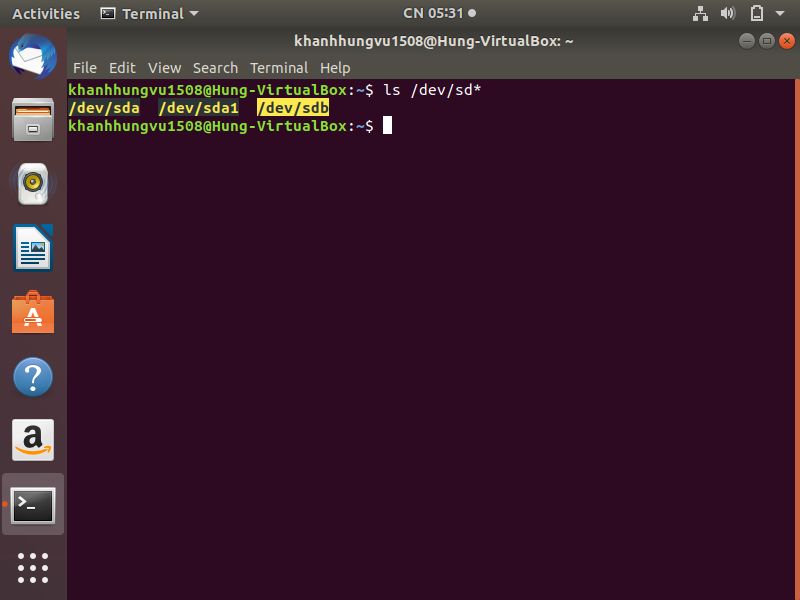 Activities Terminal CN 05:31
khanhhungvu1508@Hung-VirtualBox: ~
File Edit View Search Terminal Help
khanhhungvu1508@Hung-VirtualBox:~$ ls /dev/sd*
/dev/sda /dev/sda1 /dev/sdb
khanhhungvu1508@Hung-VirtualBox:~$